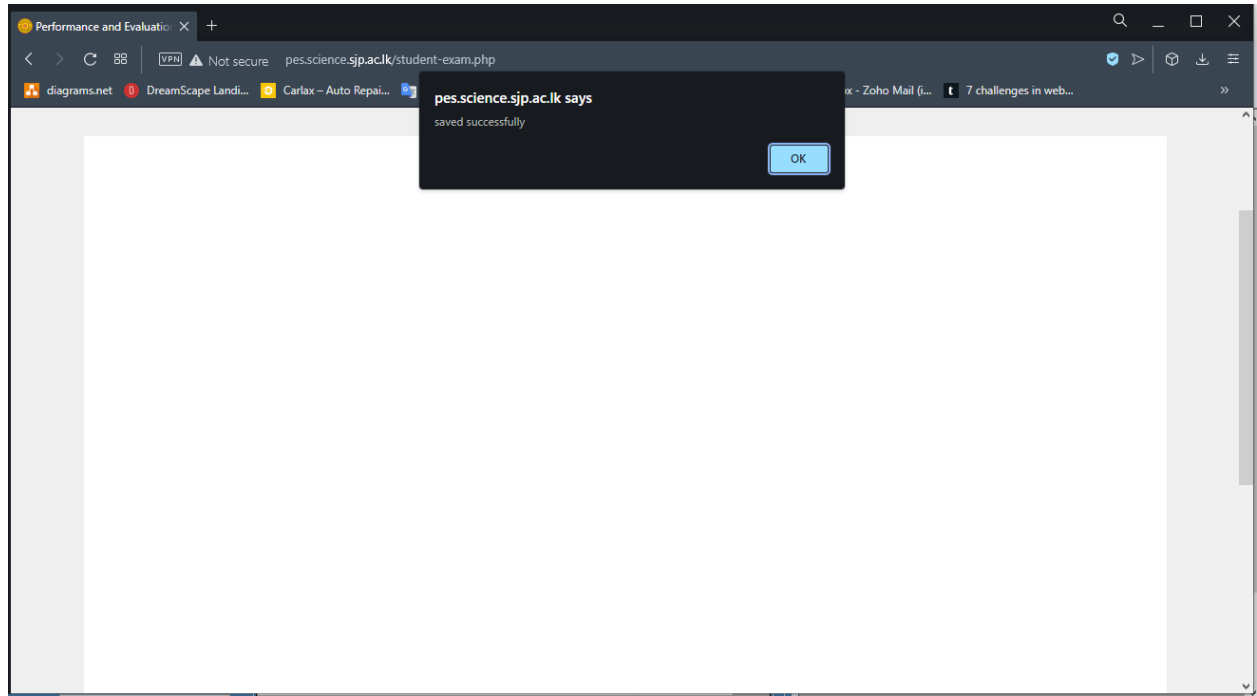 Performance and Evaluatio
VPN Not secure pes.science.sjp.ac.lk/student-exam.php
diagrams.net DreamScape Landi... Carlax – Auto Repai... - Zoho Mail (i... t 7 challenges in web...
pes.science.sjp.ac.lk says
saved successfully
OK